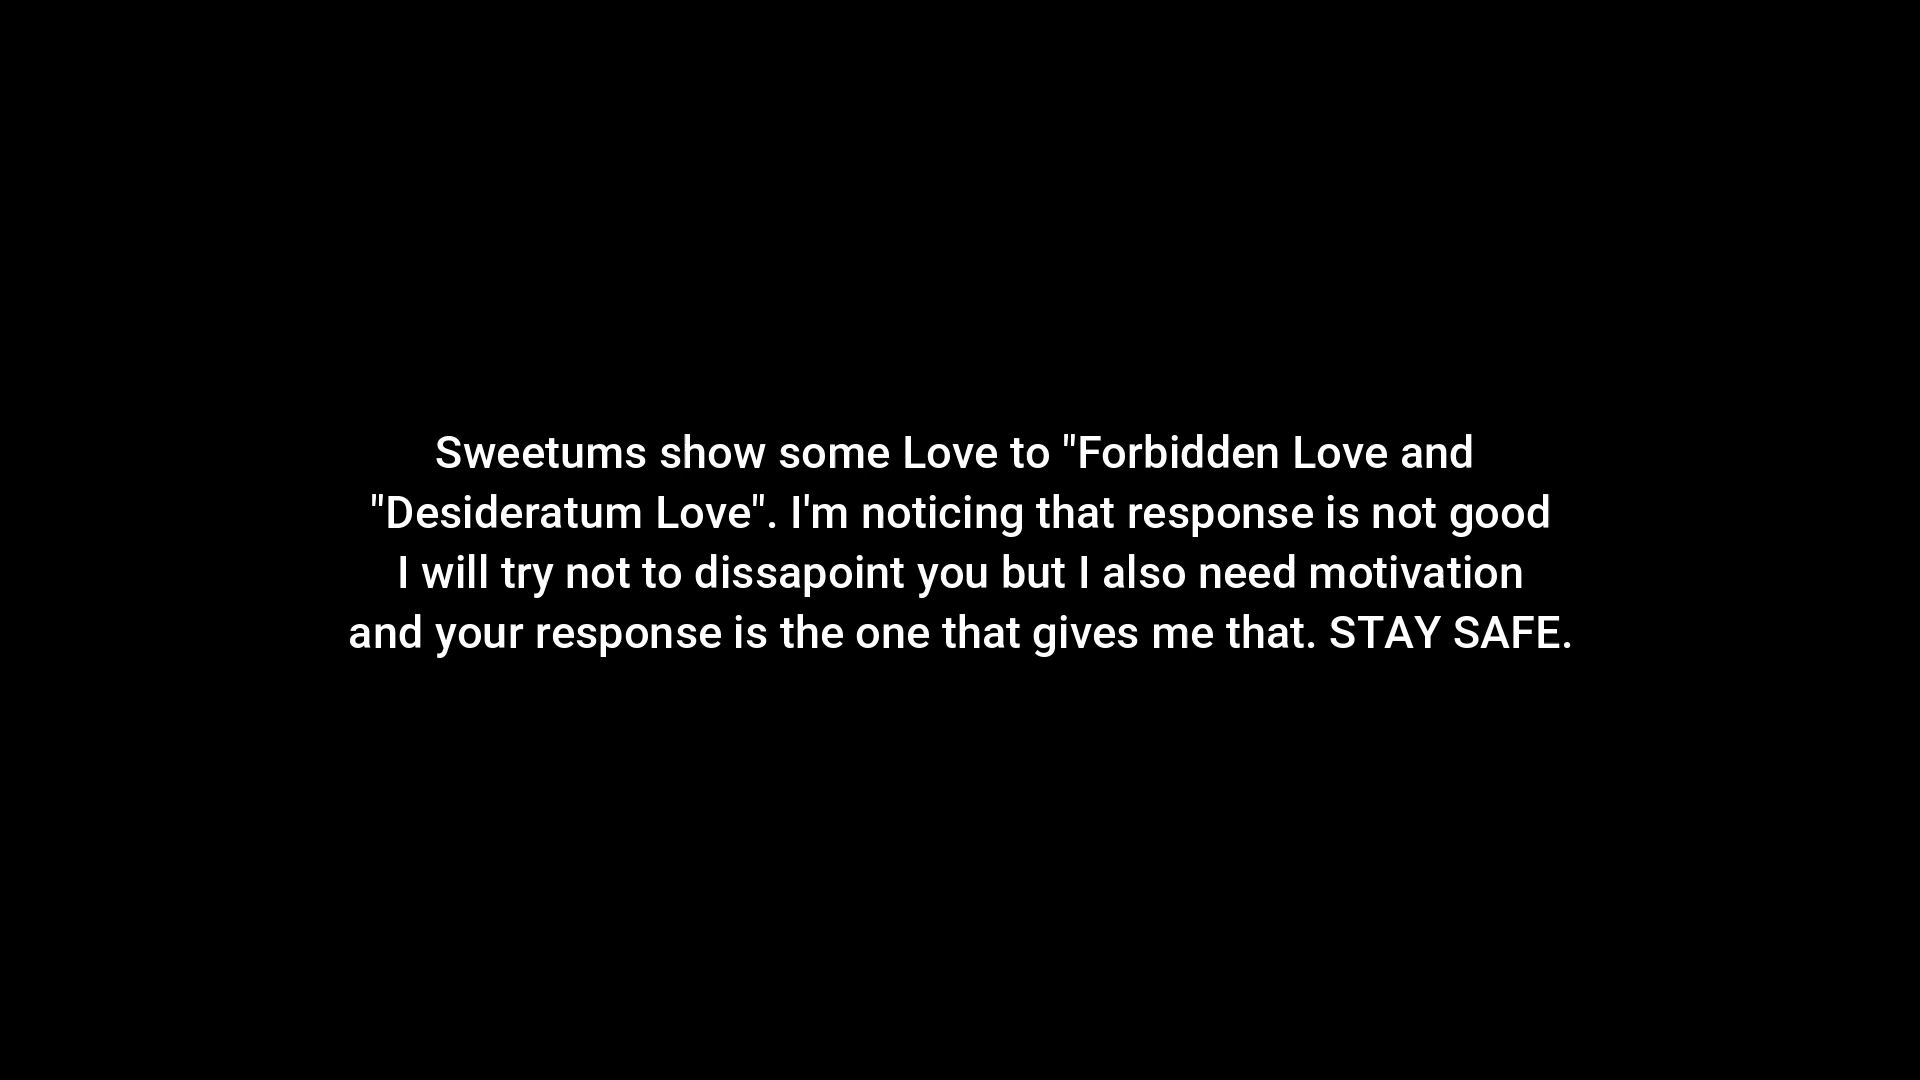 Sweetums show some Love to "Forbidden Love and
"Desideratum Love". I'm noticing that response is not good
I will try not to dissapoint you but I also need motivation
and your response is the one that gives me that. STAY SAFE.